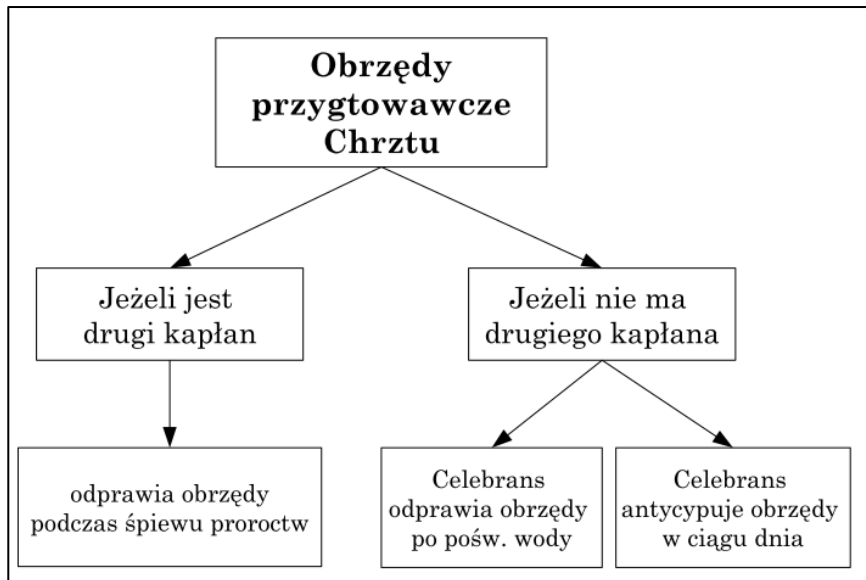 Obrzędy
przygtowawcze
Chrztu
Jeżeli jest
drugi kapłan
Jeżeli nie ma
drugiego kapłana
odprawia obrzędy
podczas śpiewu proroctw
Celebrans
odprawia obrzędy
po pośw. wody
Celebrans
antycypuje obrzędy
w ciągu dnia